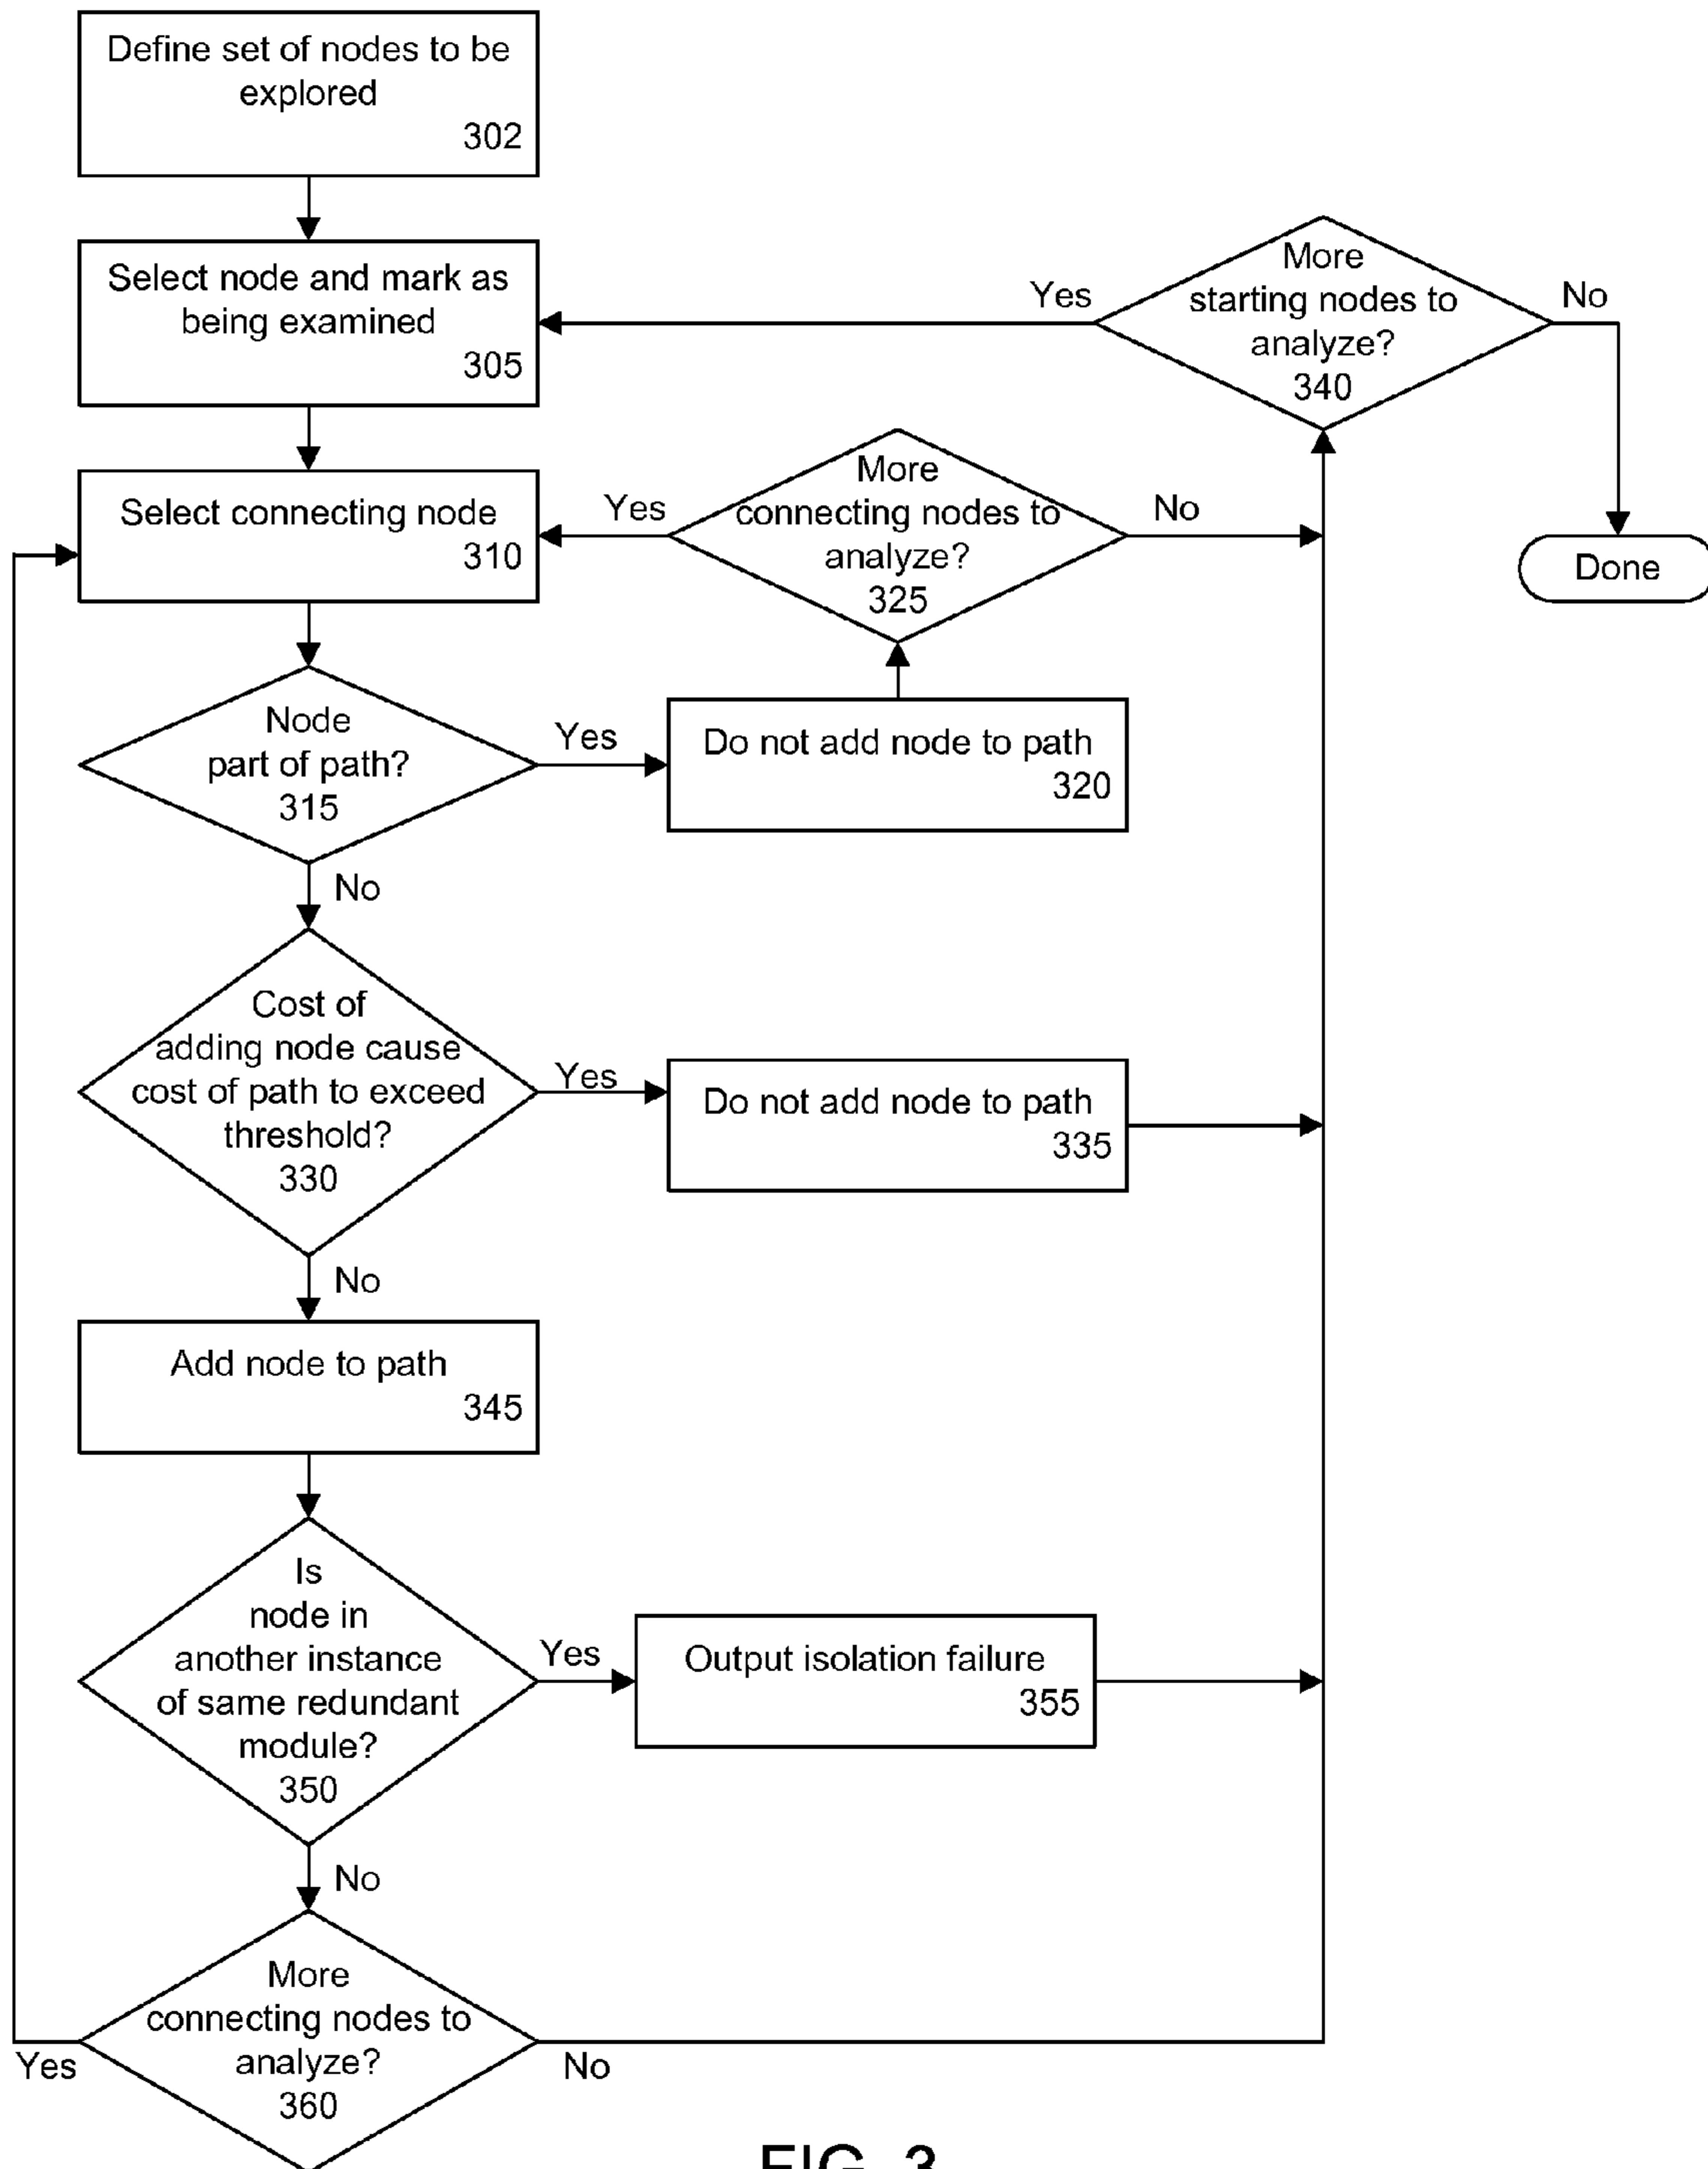 Define set of nodes to be
explored
302
Select node and mark as
being examined
305
More
starting nodes to
analyze?
340
Yes
No
Select connecting node
310
More
connecting nodes to
analyze?
325
Yes
No
Done
Node
part of path?
315
Yes
No
Do not add node to path
320
Cost of
adding node cause
cost of path to exceed
threshold?
330
Yes
No
Do not add node to path
335
Add node to path
345
Is
node in
another instance
of same redundant
module?
350
Yes
No
Output isolation failure
355
More
connecting nodes to
analyze?
360
Yes
No
FIG. 3